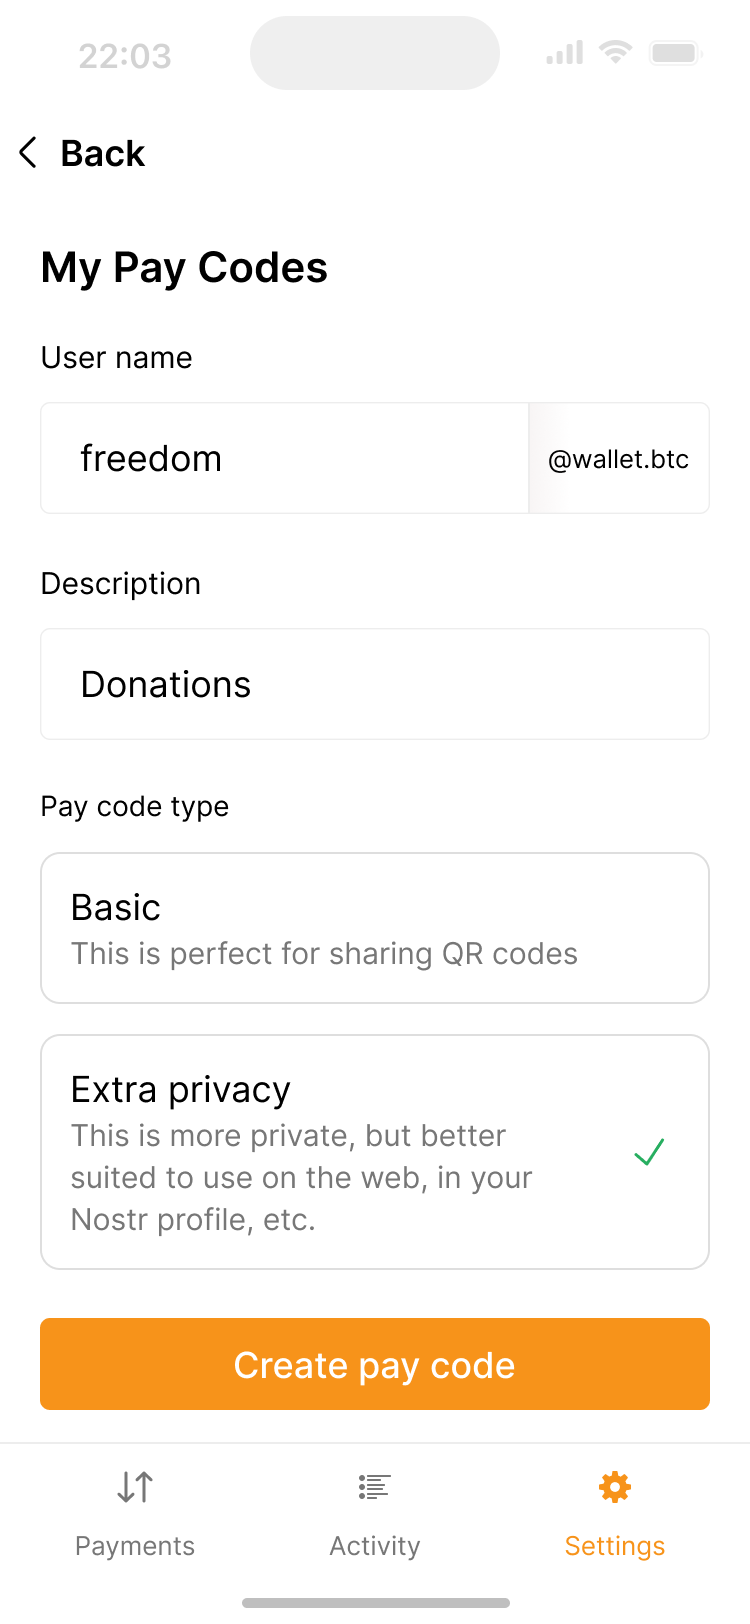 22:03
Back
My Pay Codes
User name
freedom
@wallet.btc
Description
Donations
Pay code type
Basic
This is perfect for sharing QR codes
Extra privacy
This is more private, but better
suited to use on the web, in your
Nostr profile, etc.
Create pay code
Payments
Activity
Settings